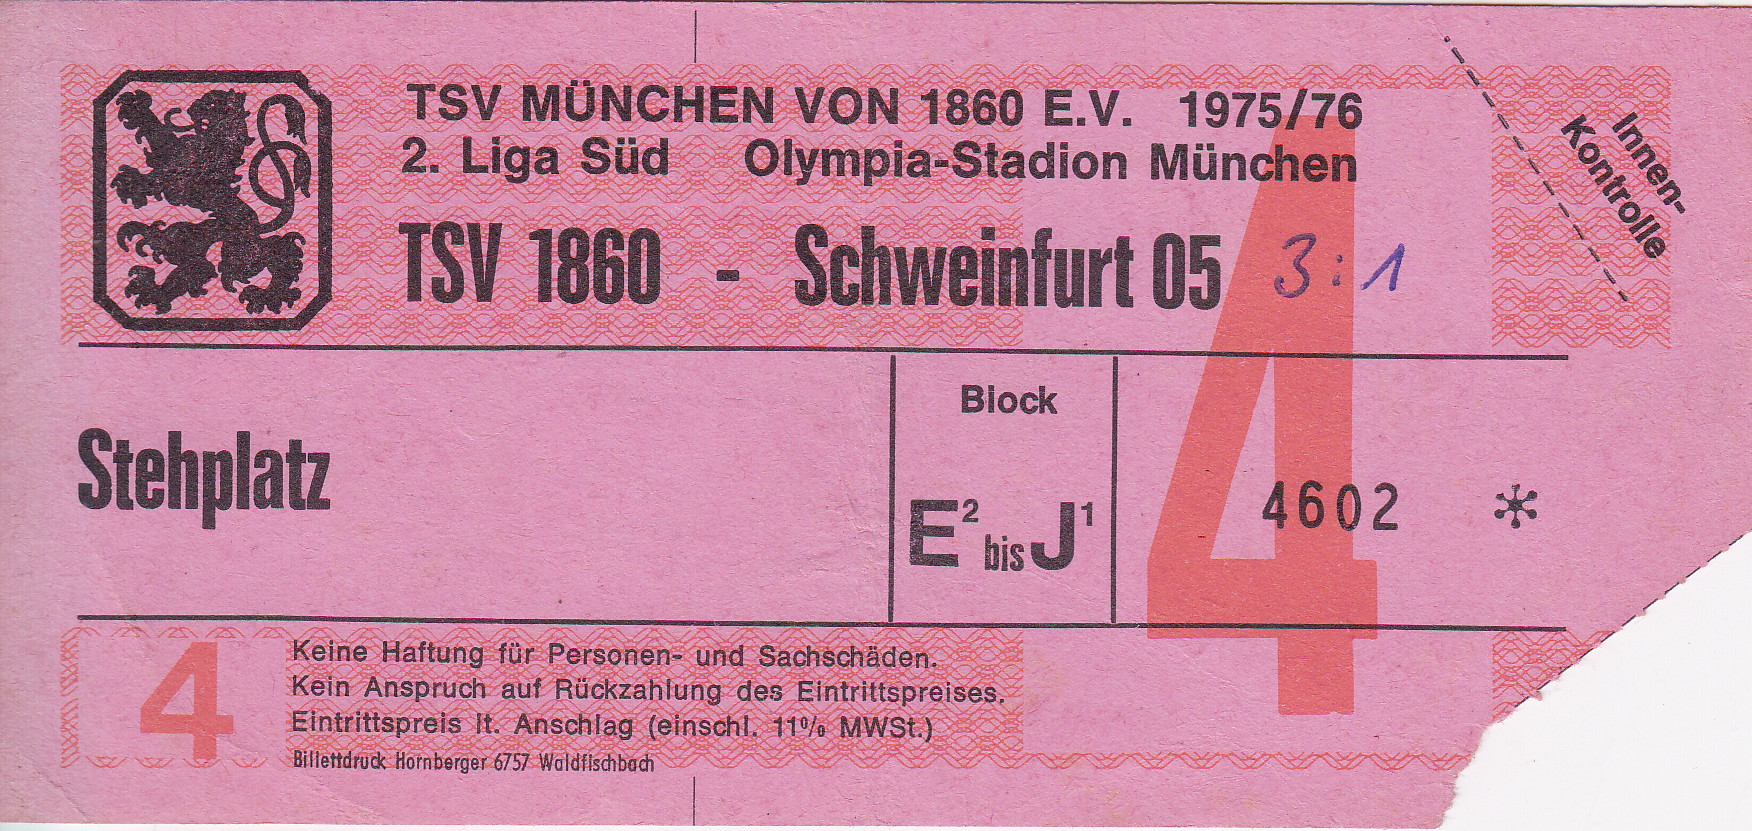 TSV MÜNCHEN VON 1860 E.V. 1975/76
2. Liga Süd Olympia-Stadion München
TSV 1860 - Schweinfurt 05 3:1
Innen-
Kontrolle
Stehplatz
Block
E² bis J¹
4602 *
4
4
Keine Haftung für Personen- und Sachschäden.
Kein Anspruch auf Rückzahlung des Eintrittspreises.
Eintrittspreis lt. Anschlag (einschl. 11% MWSt.)
Billettdruck Hornberger 6757 Waldfischbach